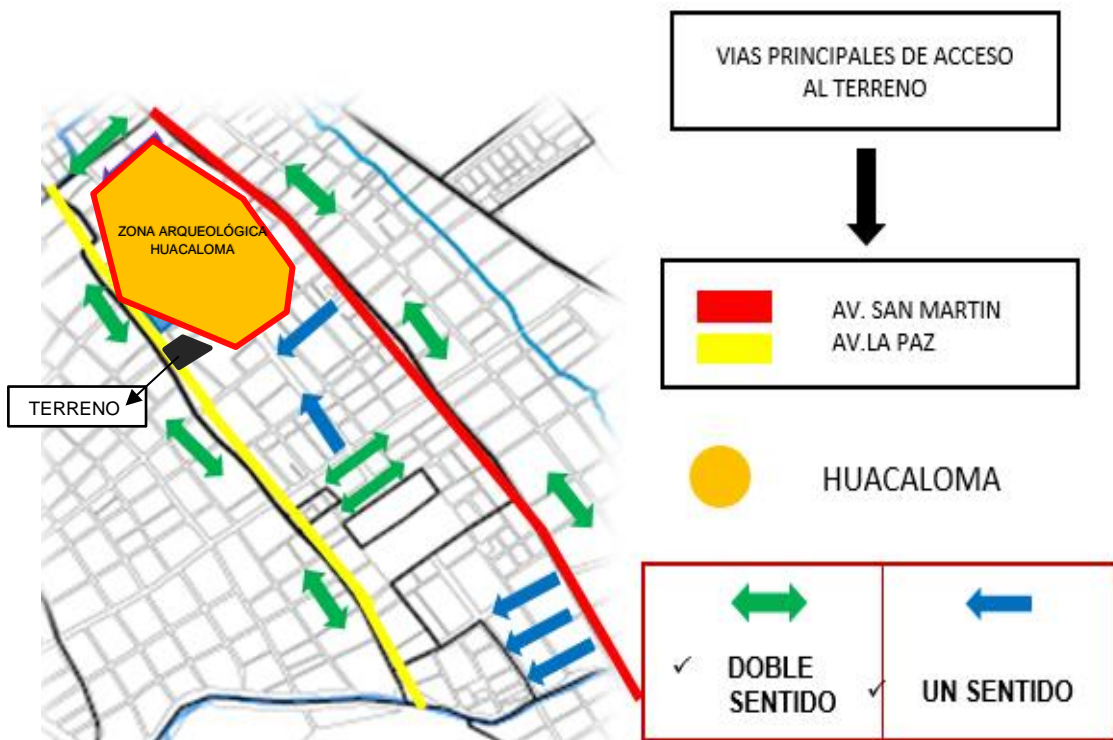 VIAS PRINCIPALES DE ACCESO
AL TERRENO
ZONA ARQUEOLÓGICA
HUACALOMA
AV. SAN MARTIN
AV.LA PAZ
TERRENO
HUACALOMA
✓ DOBLE
SENTIDO
✓ UN SENTIDO